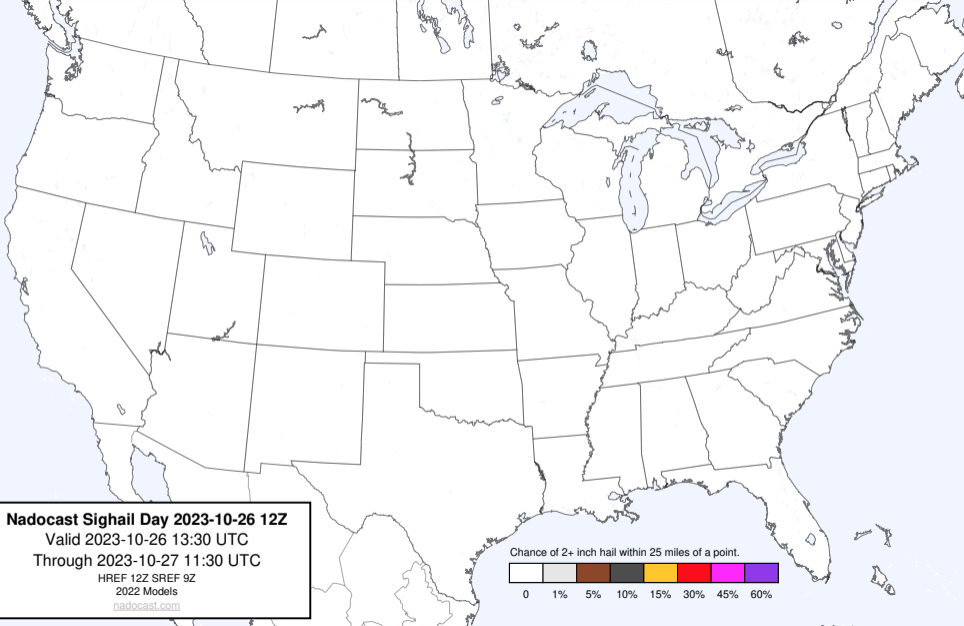 Nadocast Sighail Day 2023-10-26 12Z
Valid 2023-10-26 13:30 UTC
Through 2023-10-27 11:30 UTC
HREF 12Z SREF 9Z
2022 Models
nadocast.com
Chance of 2+ inch hail within 25 miles of a point.
0 1% 5% 10% 15% 30% 45% 60%